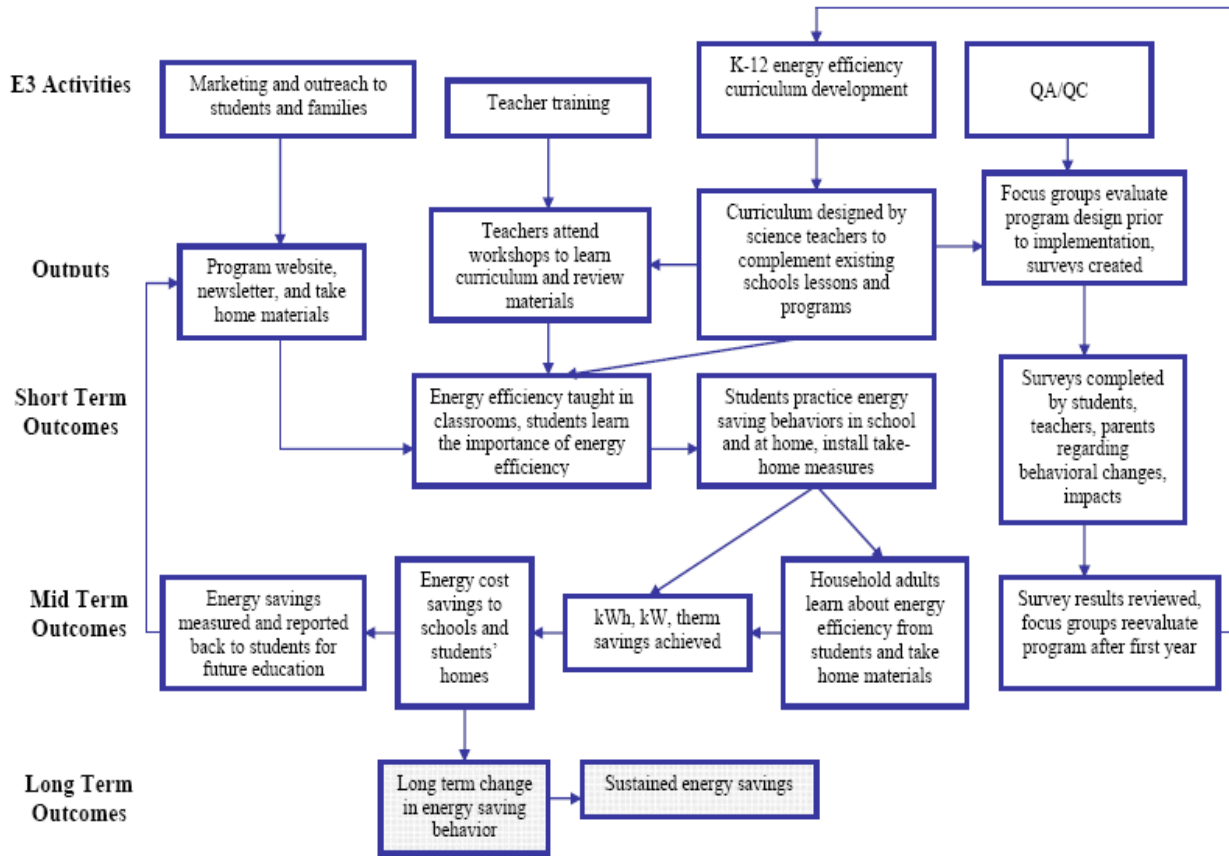 E3 Activities
Marketing and outreach to
students and families
Teacher training
K-12 energy efficiency
curriculum development
QA/QC
Outputs
Program website,
newsletter, and take
home materials
Teachers attend
workshops to learn
curriculum and review
materials
Curriculum designed by
science teachers to
complement existing
schools lessons and
programs
Focus groups evaluate
program design prior
to implementation,
surveys created
Short Term
Outcomes
Energy efficiency taught in
classrooms, students learn
the importance of energy
efficiency
Students practice energy
saving behaviors in school
and at home, install take-
home measures
Surveys completed
by students,
teachers, parents
regarding
behavioral changes,
impacts
Mid Term
Outcomes
Energy savings
measured and reported
back to students for
future education
Energy cost
savings to
schools and
students’
homes
kWh, kW, therm
savings achieved
Household adults
learn about energy
efficiency from
students and take
home materials
Survey results reviewed,
focus groups reevaluate
program after first year
Long Term
Outcomes
Long term change
in energy saving
behavior
Sustained energy savings